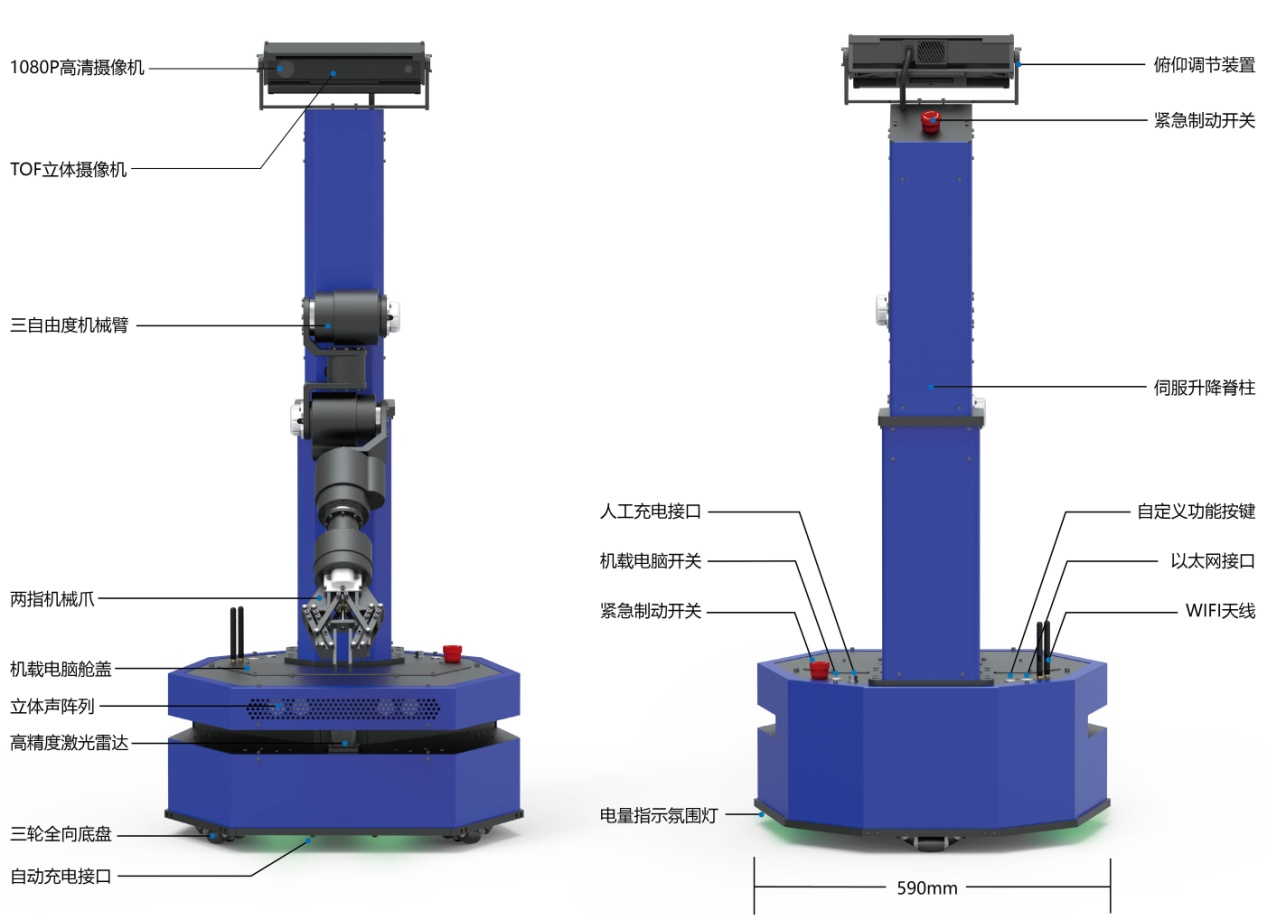 1080P高清摄像机
TOF立体摄像机
三自由度机械臂
两指机械爪
机载电脑舱盖
立体声阵列
高精度激光雷达
三轮全向底盘
自动充电接口
俯仰调节装置
紧急制动开关
伺服升降脊柱
人工充电接口
机载电脑开关
紧急制动开关
自定义功能按键
以太网接口
WIFI天线
电量指示氛围灯
590mm